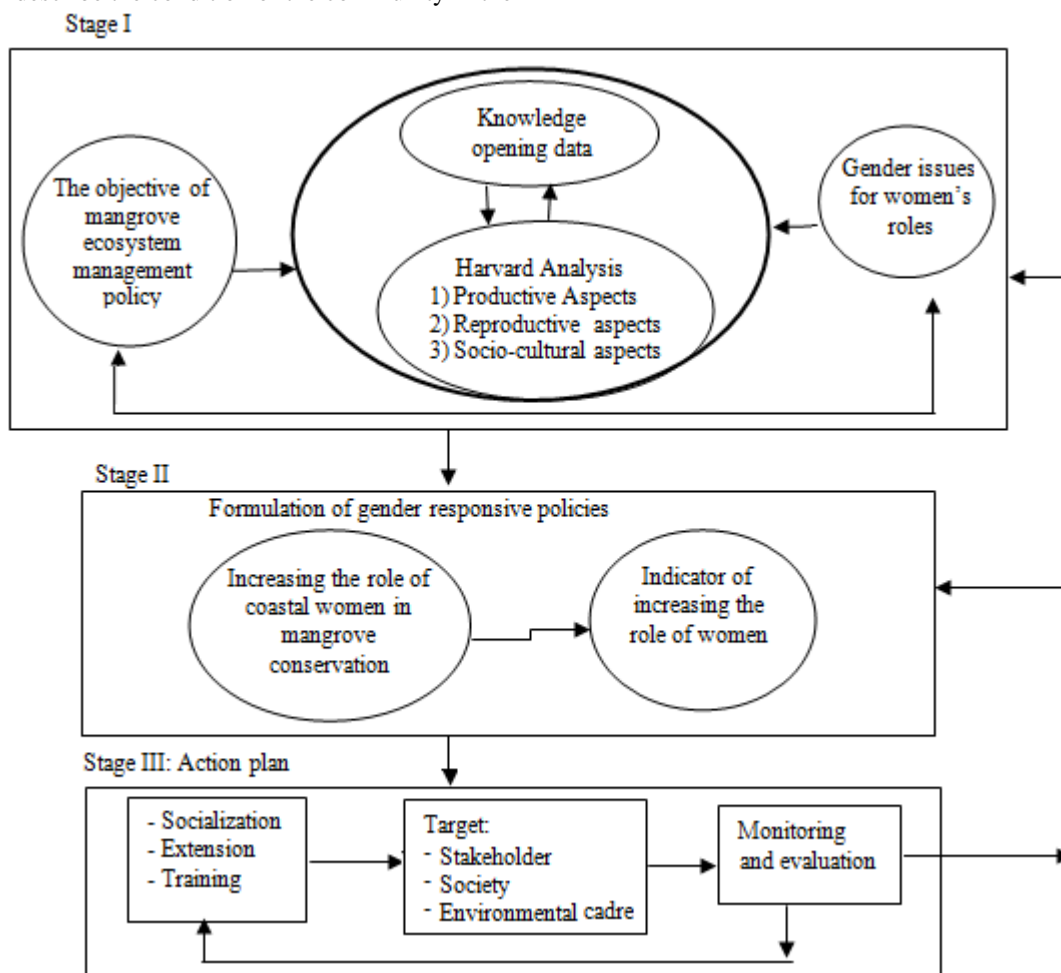 Stage I
Knowledge
opening data
The objective of
mangrove
ecosystem
management
policy
Gender issues
for women's
roles
Harvard Analysis
1) Productive Aspects
2) Reproductive aspects
3) Socio-cultural aspects
Stage II
Formulation of gender responsive policies
Increasing the role of
coastal women in
mangrove
conservation
Indicator of
increasing the
role of women
Stage III: Action plan
- Socialization
- Extension
- Training
Target:
- Stakeholder
- Society
- Environmental cadre
Monitoring
and evaluation